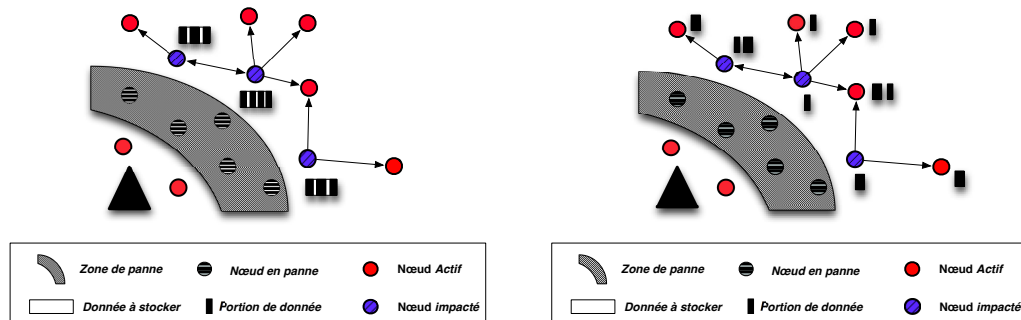 Zone de panne Nœud en panne Nœud Actif
Donnée à stocker Portion de donnée Nœud impacté
Zone de panne Nœud en panne Nœud Actif
Donnée à stocker Portion de donnée Nœud impacté